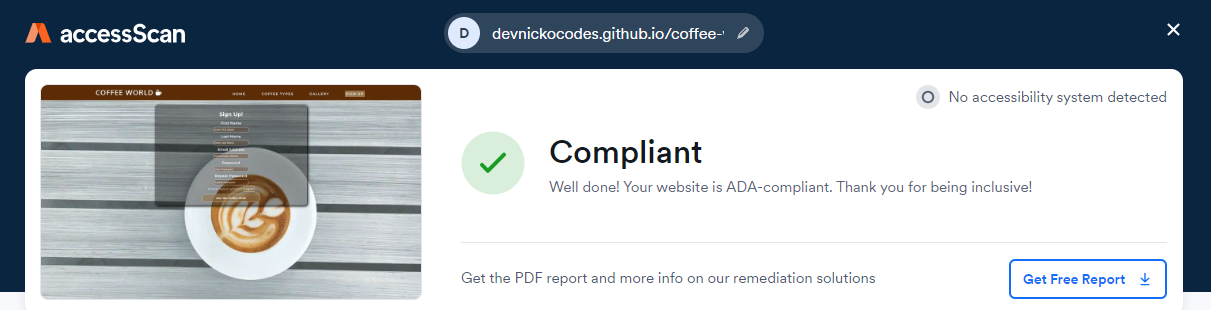 accessScan
D devnickocodes.github.io/coffee-
No accessibility system detected
COFFEE WORLD
HOME COFFEE TYPES GALLERY SIGN UP
Sign Up!
First Name
Last Name
Email Address
Password
Repeat Password
Compliant
Well done! Your website is ADA-compliant. Thank you for being inclusive!
Get the PDF report and more info on our remediation solutions
Get Free Report